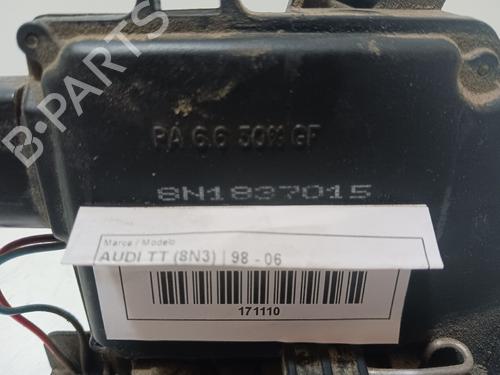 B-PARTS
PA 6.6 30% GF
8N1837015
Marca / Modelo
AUDI TT (8N3) | 98 - 06
171110